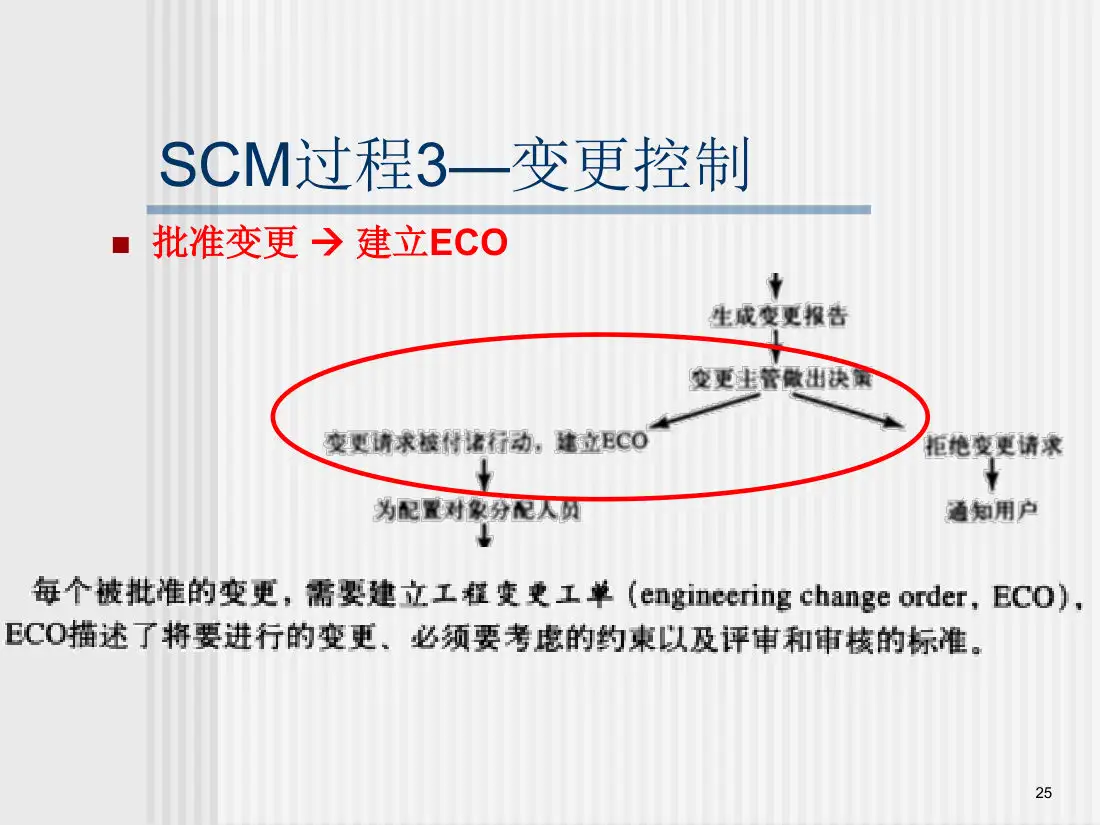 SCM过程3—变更控制
批准变更 → 建立ECO
生成变更报告
变更主管做出决策
变更请求被付诸行动，建立ECO
拒绝变更请求
为配置对象分配人员
通知用户
每个被批准的变更，需要建立工程变更工单（engineering change order，ECO），
ECO描述了将要进行的变更、必须要考虑的约束以及评审和审核的标准。
25